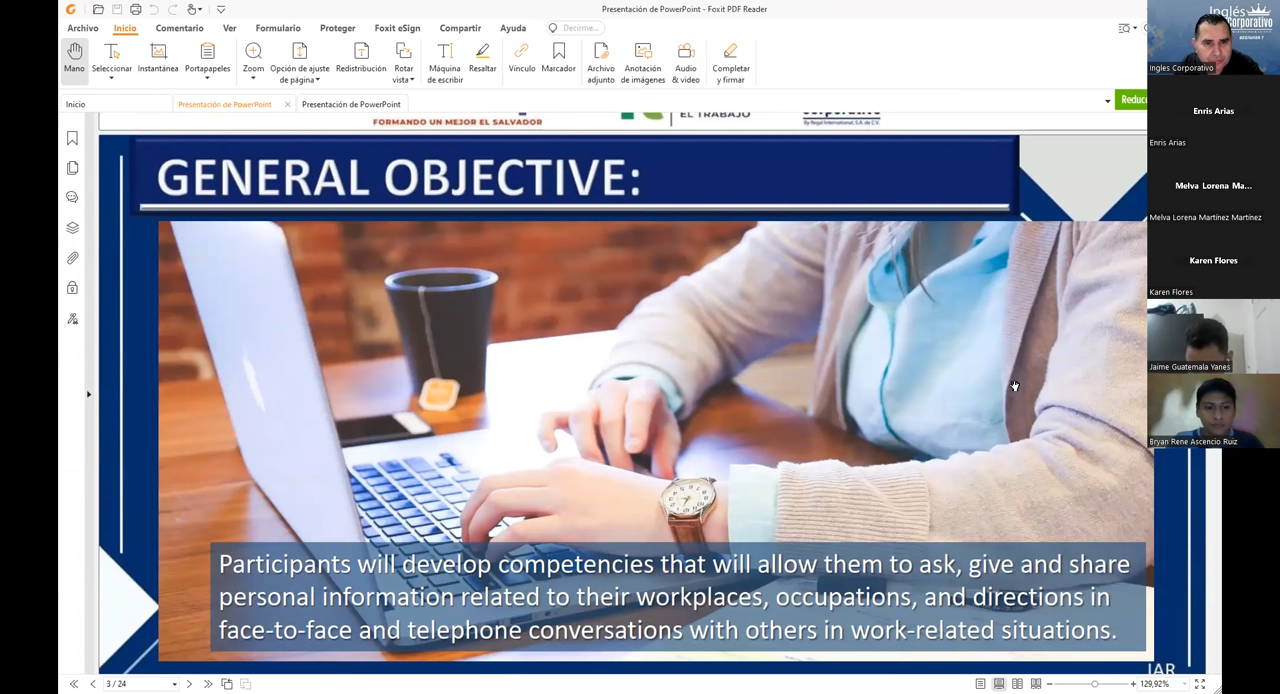 Presentación de PowerPoint - Foxit PDF Reader
Archivo Inicio Comentario Ver Formulario Proteger Foxit eSign Compartir Ayuda Decirme...
Mano Seleccionar Instantánea Portapapeles Zoom Opción de ajuste de página Redistribución Rotar vista Máquina de escribir Resaltar Vínculo Marcador Archivo adjunto Anotación de imágenes Audio & video Completar y firmar
Inicio Presentación de PowerPoint Presentación de PowerPoint
FORMANDO UN MEJOR EL SALVADOR
EL TRABAJO
GENERAL OBJECTIVE:
Participants will develop competencies that will allow them to ask, give and share
personal information related to their workplaces, occupations, and directions in
face-to-face and telephone conversations with others in work-related situations.
3 / 24
129,92%
Inglés
Corporativo
Ingles Corporativo
Enris Arias
Enris Arias
Melva Lorena Ma...
Melva Lorena Martínez Martínez
Karen Flores
Karen Flores
Jaime Guatemala Yanes
Bryan Rene Ascencio Ruiz